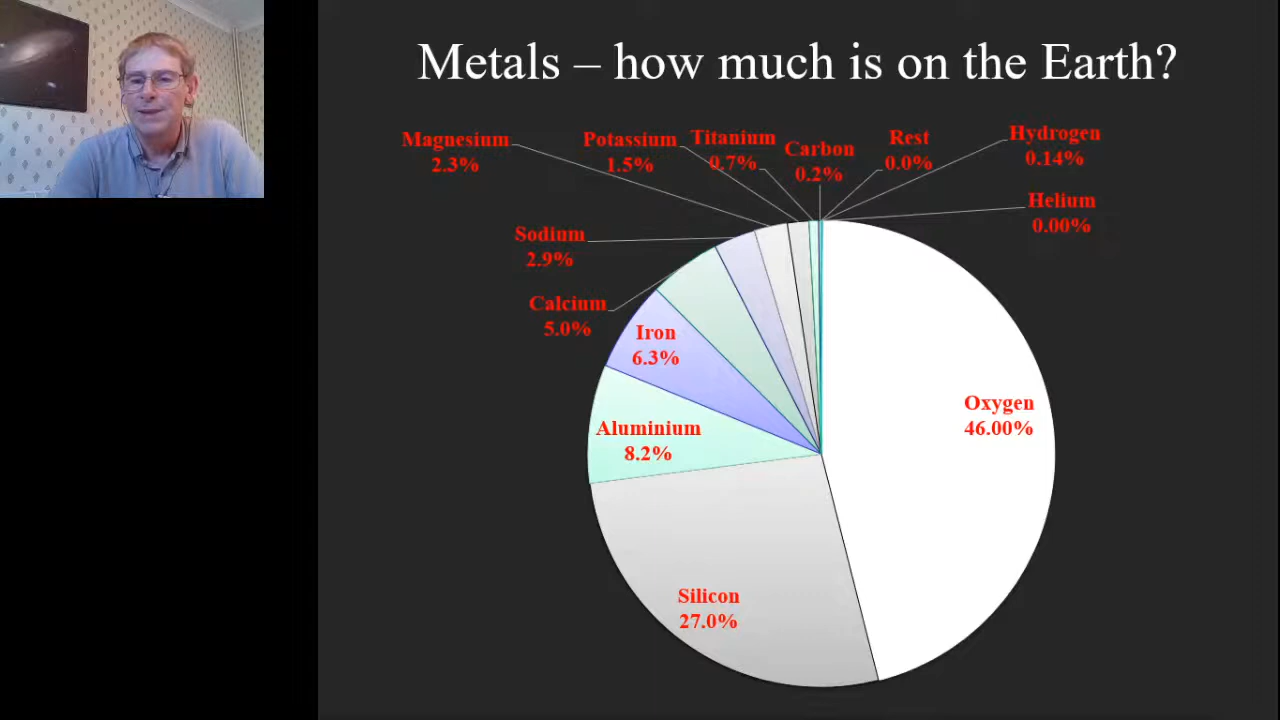 Metals – how much is on the Earth?
Magnesium
2.3%
Potassium
1.5%
Titanium
0.7%
Carbon
0.2%
Rest
0.0%
Hydrogen
0.14%
Helium
0.00%
Sodium
2.9%
Calcium
5.0%
Iron
6.3%
Aluminium
8.2%
Oxygen
46.00%
Silicon
27.0%